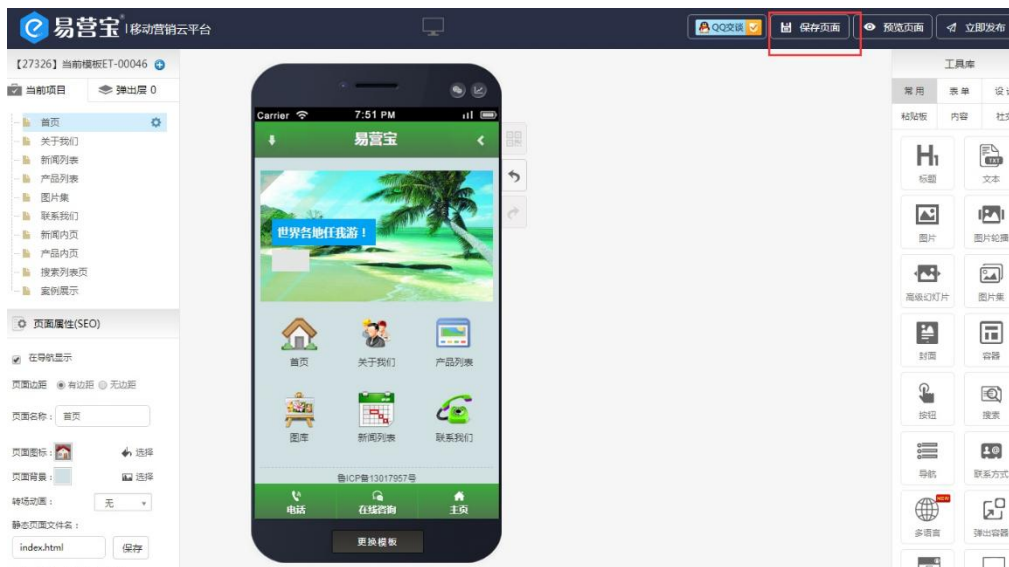 易营宝 移动营销云平台
QQ交谈 保存页面 预览页面 立即发布
【27326】当前模板ET-00046
当前项目 弹出层 0
首页
关于我们
新闻列表
产品列表
图片集
联系我们
新闻内页
产品内页
搜索列表页
案例展示
页面属性(SEO)
在导航显示
页面边距 有边距 无边距
页面名称： 首页
页面图标： 选择
页面背景： 选择
转场动画： 无
静态页面文件名：
index.html 保存
Carrier 7:51 PM
易营宝
世界各地任我游！
首页 关于我们 产品列表
图库 新闻列表 联系我们
鲁ICP备13017957号
电话 在线咨询 主页
更换模板
工具库
常用 表单 设
粘贴板 内容 社交
H1 TXT
标题 文本
图片 图片轮播
高级幻灯片 图片集
封面 容器
按钮 搜索
导航 联系方式
NEW
多语言 弹出容器